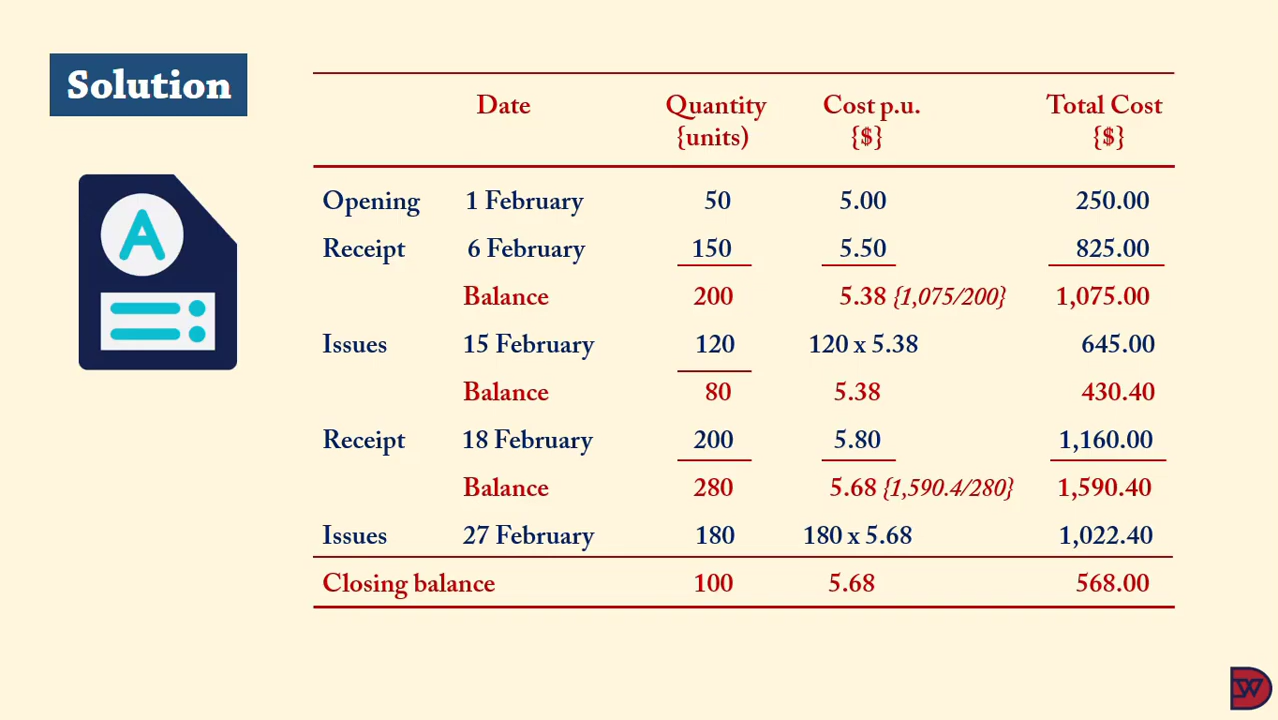 Solution
Date Quantity Cost p.u. Total Cost
{units) {$} {$}
Opening 1 February 50 5.00 250.00
Receipt 6 February 150 5.50 825.00
Balance 200 5.38 {1,075/200} 1,075.00
Issues 15 February 120 120 x 5.38 645.00
Balance 80 5.38 430.40
Receipt 18 February 200 5.80 1,160.00
Balance 280 5.68 {1,590.4/280} 1,590.40
Issues 27 February 180 180 x 5.68 1,022.40
Closing balance 100 5.68 568.00
A
DW